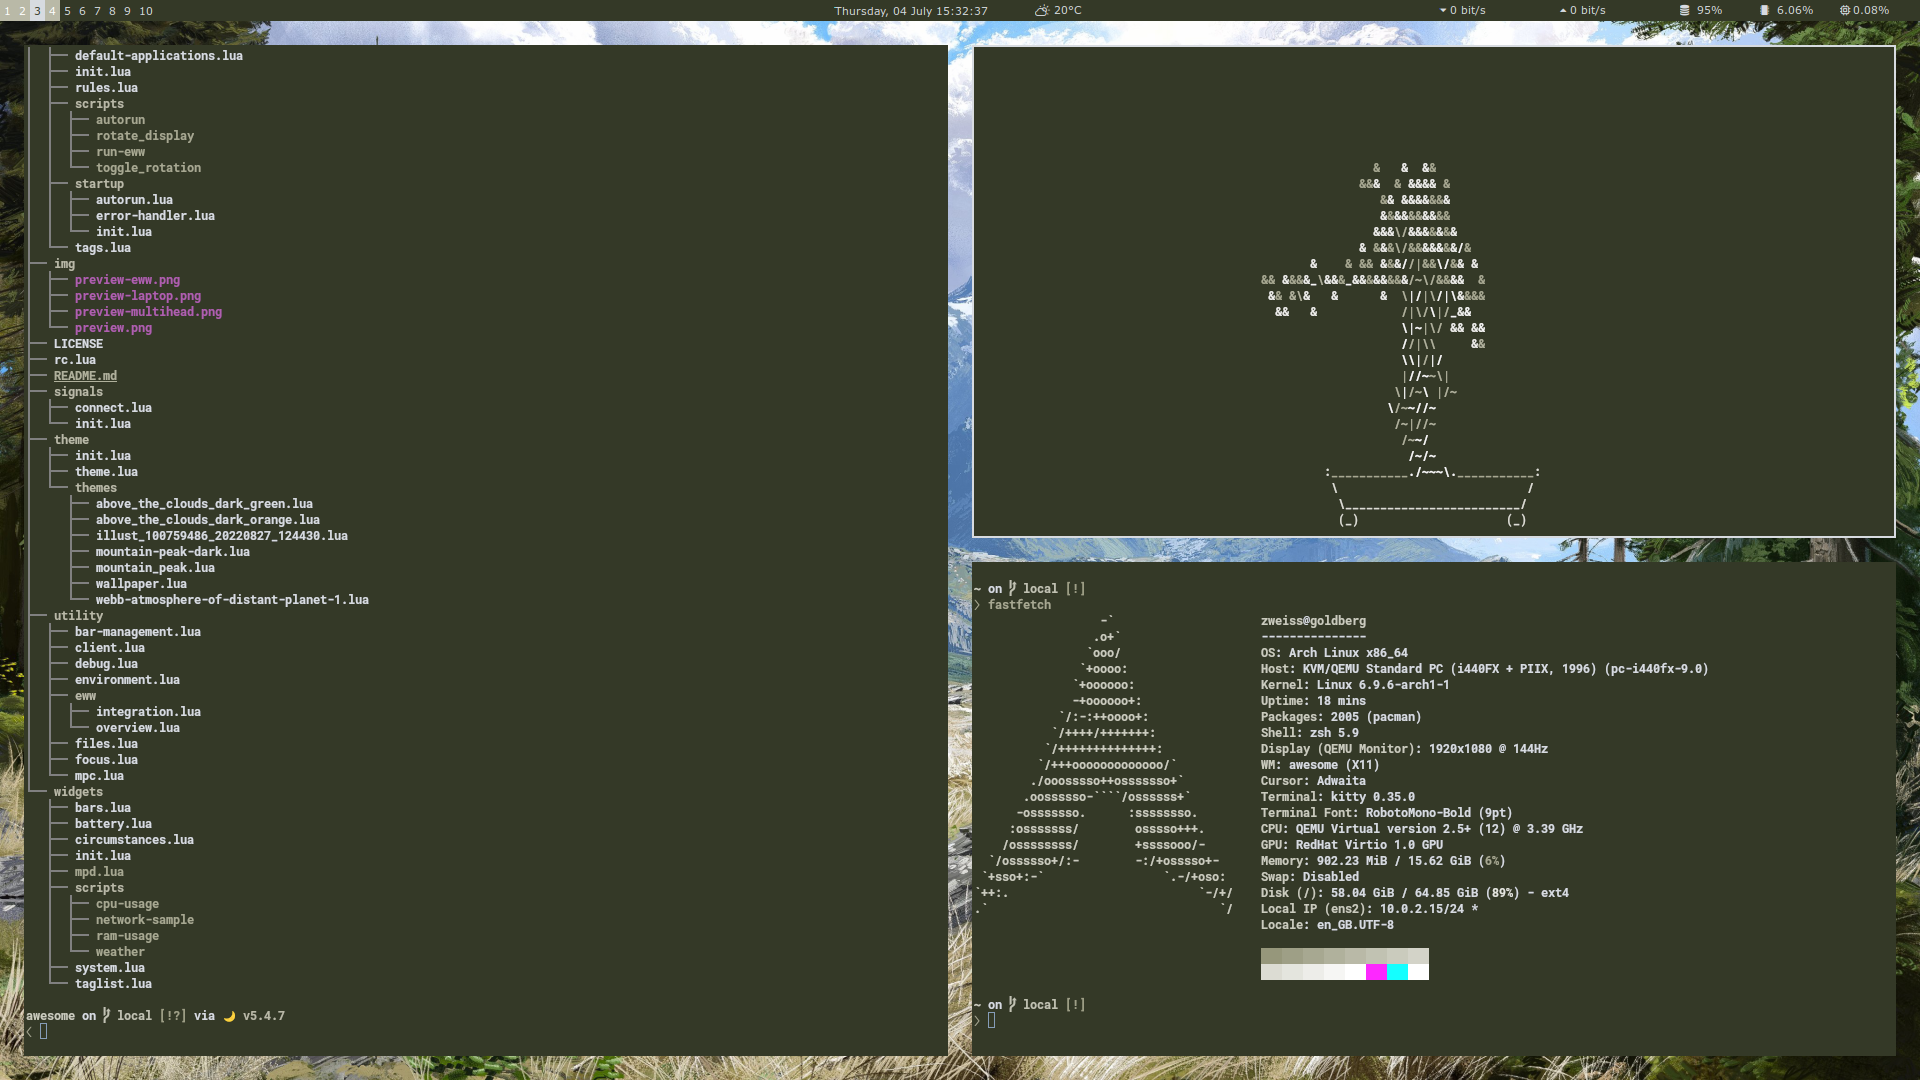 1 2 3 4 5 6 7 8 9 10
Thursday, 04 July 15:32:37
20°C
0 bit/s
0 bit/s
95%
6.06%
0.08%
default-applications.lua
init.lua
rules.lua
scripts
autorun
rotate_display
run-eww
toggle_rotation
startup
autorun.lua
error-handler.lua
init.lua
tags.lua
img
preview-eww.png
preview-laptop.png
preview-multihead.png
preview.png
LICENSE
rc.lua
README.md
signals
connect.lua
init.lua
theme
init.lua
theme.lua
themes
above_the_clouds_dark_green.lua
above_the_clouds_dark_orange.lua
illust_100759486_20220827_124430.lua
mountain-peak-dark.lua
mountain_peak.lua
wallpaper.lua
webb-atmosphere-of-distant-planet-1.lua
utility
bar-management.lua
client.lua
debug.lua
environment.lua
eww
integration.lua
overview.lua
files.lua
focus.lua
mpc.lua
widgets
bars.lua
battery.lua
circumstances.lua
init.lua
mpd.lua
scripts
cpu-usage
network-sample
ram-usage
weather
system.lua
taglist.lua
awesome on local [!?] via 🌙 v5.4.7
❮
~ on local [!]
❯ fastfetch
zweiss@goldberg
---------------
OS: Arch Linux x86_64
Host: KVM/QEMU Standard PC (i440FX + PIIX, 1996) (pc-i440fx-9.0)
Kernel: Linux 6.9.6-arch1-1
Uptime: 18 mins
Packages: 2005 (pacman)
Shell: zsh 5.9
Display (QEMU Monitor): 1920x1080 @ 144Hz
WM: awesome (X11)
Cursor: Adwaita
Terminal: kitty 0.35.0
Terminal Font: RobotoMono-Bold (9pt)
CPU: QEMU Virtual version 2.5+ (12) @ 3.39 GHz
GPU: RedHat Virtio 1.0 GPU
Memory: 902.23 MiB / 15.62 GiB (6%)
Swap: Disabled
Disk (/): 58.04 GiB / 64.85 GiB (89%) - ext4
Local IP (ens2): 10.0.2.15/24 *
Locale: en_GB.UTF-8
~ on local [!]
❯